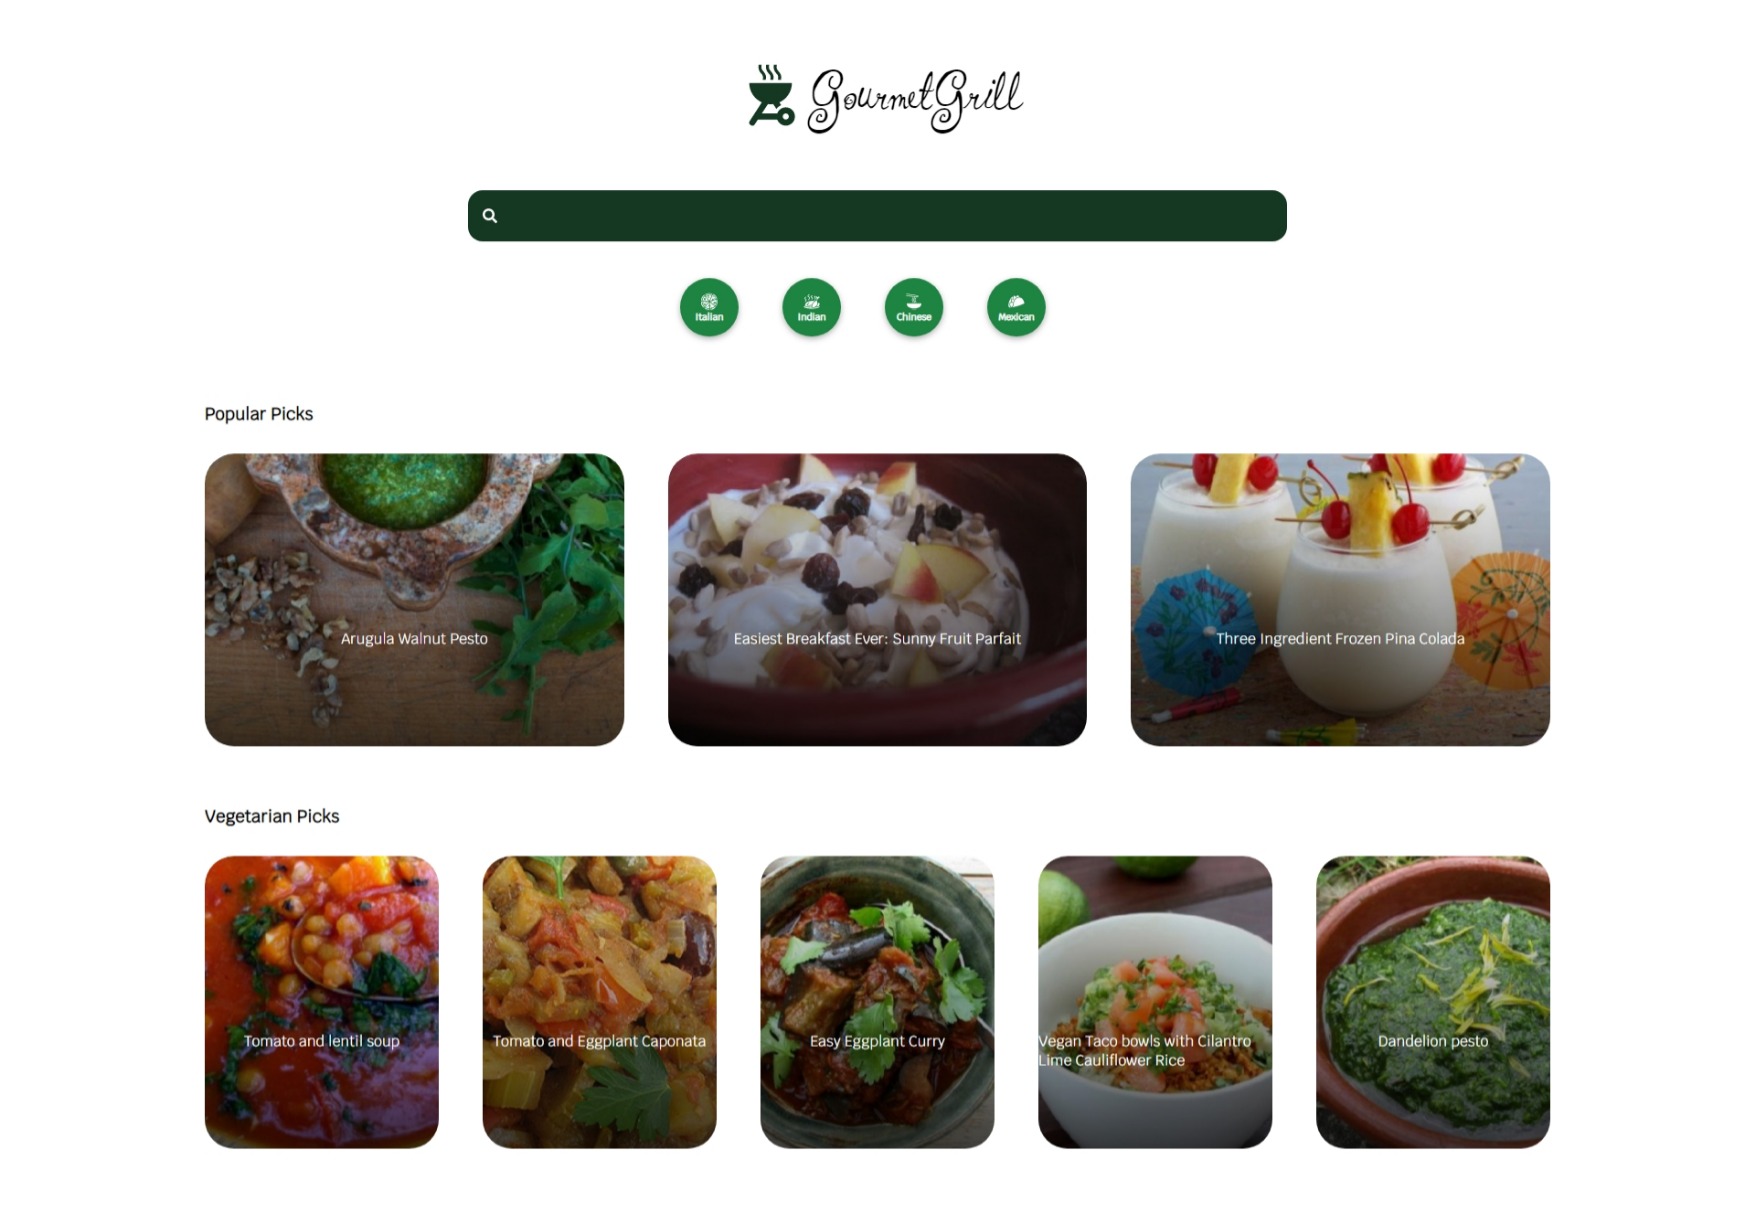 GourmetGrill
Italian
Indian
Chinese
Mexican
Popular Picks
Arugula Walnut Pesto
Easiest Breakfast Ever: Sunny Fruit Parfait
Three Ingredient Frozen Pina Colada
Vegetarian Picks
Tomato and lentil soup
Tomato and Eggplant Caponata
Easy Eggplant Curry
Vegan Taco bowls with Cilantro
Lime Cauliflower Rice
Dandelion pesto